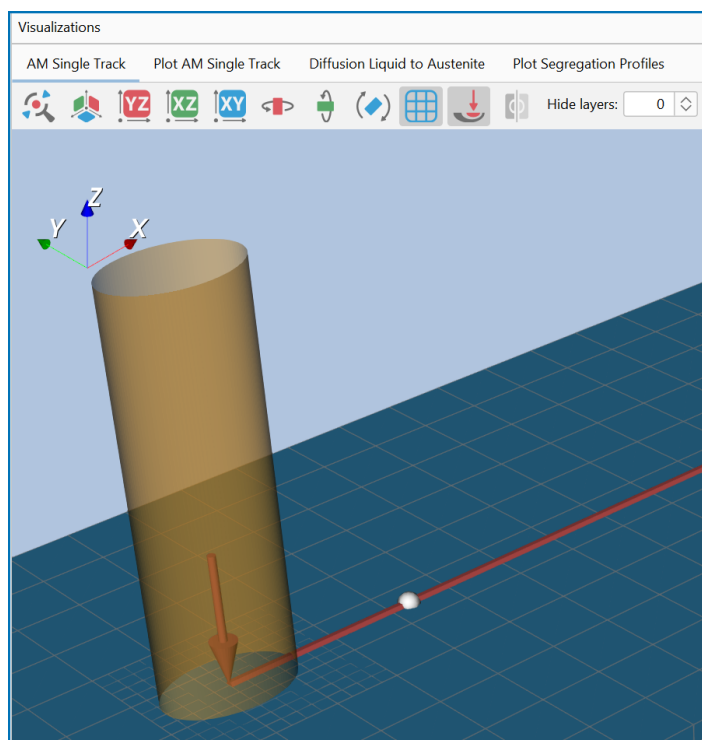 Visualizations
AM Single Track Plot AM Single Track Diffusion Liquid to Austenite Plot Segregation Profiles
YZ XZ XY Hide layers: 0
Z
Y X